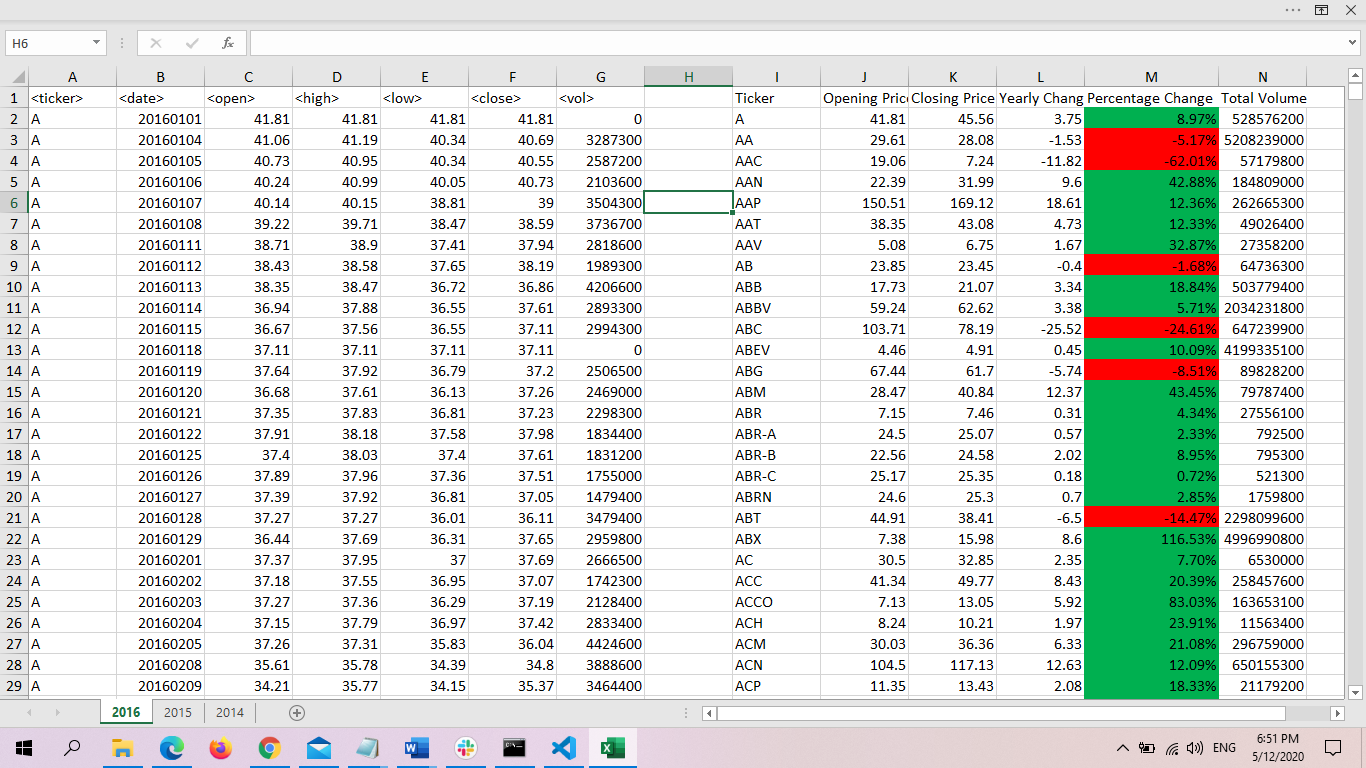 H6 fx
A B C D E F G H I J K L M N
1 <ticker> <date> <open> <high> <low> <close> <vol> Ticker Opening Pric Closing Price Yearly Chang Percentage Change Total Volume
2 A 20160101 41.81 41.81 41.81 41.81 0 A 41.81 45.56 3.75 8.97% 528576200
3 A 20160104 41.06 41.19 40.34 40.69 3287300 AA 29.61 28.08 -1.53 -5.17% 5208239000
4 A 20160105 40.73 40.95 40.34 40.55 2587200 AAC 19.06 7.24 -11.82 -62.01% 57179800
5 A 20160106 40.24 40.99 40.05 40.73 2103600 AAN 22.39 31.99 9.6 42.88% 184809000
6 A 20160107 40.14 40.15 38.81 39 3504300 AAP 150.51 169.12 18.61 12.36% 262665300
7 A 20160108 39.22 39.71 38.47 38.59 3736700 AAT 38.35 43.08 4.73 12.33% 49026400
8 A 20160111 38.71 38.9 37.41 37.94 2818600 AAV 5.08 6.75 1.67 32.87% 27358200
9 A 20160112 38.43 38.58 37.65 38.19 1989300 AB 23.85 23.45 -0.4 -1.68% 64736300
10 A 20160113 38.35 38.47 36.72 36.86 4206600 ABB 17.73 21.07 3.34 18.84% 503779400
11 A 20160114 36.94 37.88 36.55 37.61 2893300 ABBV 59.24 62.62 3.38 5.71% 2034231800
12 A 20160115 36.67 37.56 36.55 37.11 2994300 ABC 103.71 78.19 -25.52 -24.61% 647239900
13 A 20160118 37.11 37.11 37.11 37.11 0 ABEV 4.46 4.91 0.45 10.09% 4199335100
14 A 20160119 37.64 37.92 36.79 37.2 2506500 ABG 67.44 61.7 -5.74 -8.51% 89828200
15 A 20160120 36.68 37.61 36.13 37.26 2469000 ABM 28.47 40.84 12.37 43.45% 79787400
16 A 20160121 37.35 37.83 36.81 37.23 2298300 ABR 7.15 7.46 0.31 4.34% 27556100
17 A 20160122 37.91 38.18 37.58 37.98 1834400 ABR-A 24.5 25.07 0.57 2.33% 792500
18 A 20160125 37.4 38.03 37.4 37.61 1831200 ABR-B 22.56 24.58 2.02 8.95% 795300
19 A 20160126 37.89 37.96 37.36 37.51 1755000 ABR-C 25.17 25.35 0.18 0.72% 521300
20 A 20160127 37.39 37.92 36.81 37.05 1479400 ABRN 24.6 25.3 0.7 2.85% 1759800
21 A 20160128 37.27 37.27 36.01 36.11 3479400 ABT 44.91 38.41 -6.5 -14.47% 2298099600
22 A 20160129 36.44 37.69 36.31 37.65 2959800 ABX 7.38 15.98 8.6 116.53% 4996990800
23 A 20160201 37.37 37.95 37 37.69 2666500 AC 30.5 32.85 2.35 7.70% 6530000
24 A 20160202 37.18 37.55 36.95 37.07 1742300 ACC 41.34 49.77 8.43 20.39% 258457600
25 A 20160203 37.27 37.36 36.29 37.19 2128400 ACCO 7.13 13.05 5.92 83.03% 163653100
26 A 20160204 37.15 37.79 36.97 37.42 2833400 ACH 8.24 10.21 1.97 23.91% 11563400
27 A 20160205 37.26 37.31 35.83 36.04 4424600 ACM 30.03 36.36 6.33 21.08% 296759000
28 A 20160208 35.61 35.78 34.39 34.8 3888600 ACN 104.5 117.13 12.63 12.09% 650155300
29 A 20160209 34.21 35.77 34.15 35.37 3464400 ACP 11.35 13.43 2.08 18.33% 21179200
2016 2015 2014
ENG 6:51 PM
5/12/2020